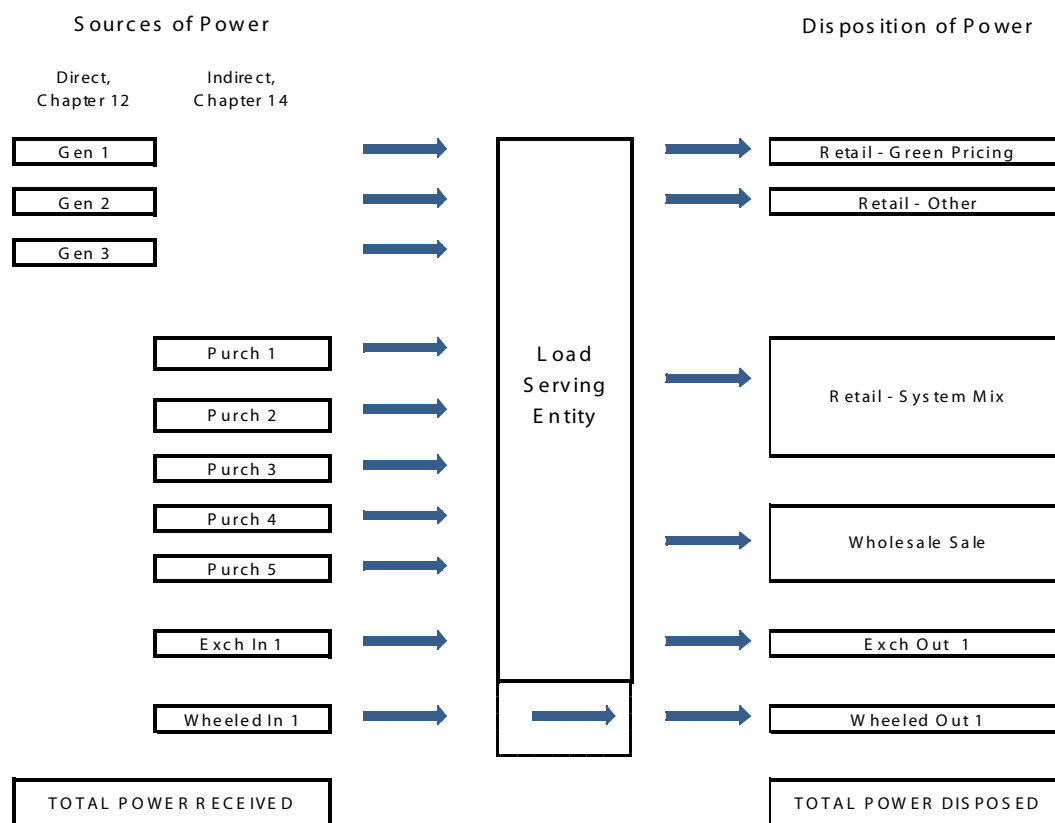 Sources of Power
Disposition of Power
Direct,
Chapter 12
Indirect,
Chapter 14
Gen 1
Retail - Green Pricing
Gen 2
Retail - Other
Gen 3
Purch 1
Load
Serving
Entity
Retail - System Mix
Purch 2
Purch 3
Purch 4
Wholesale Sale
Purch 5
Exch In 1
Exch Out 1
Wheeled In 1
Wheeled Out 1
TOTAL POWER RECEIVED
TOTAL POWER DISPOSED